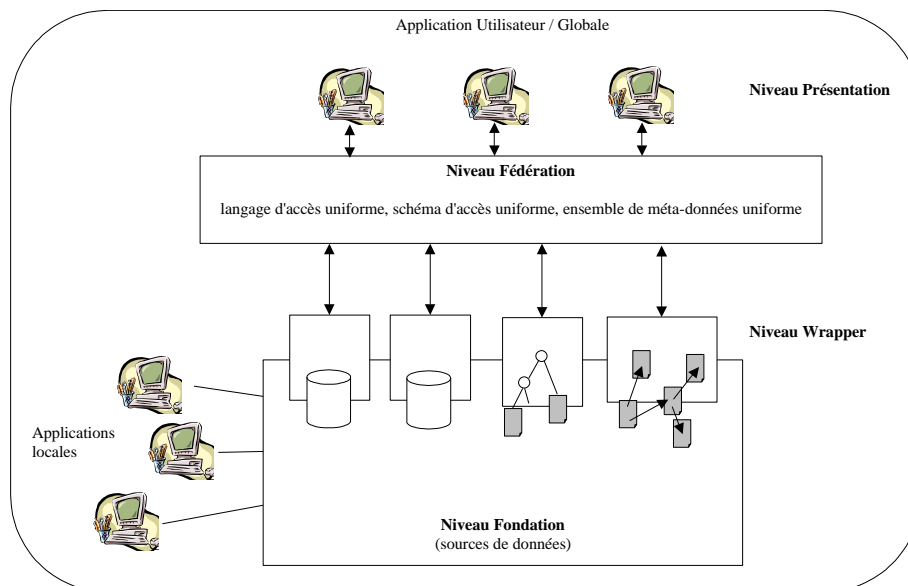 Application Utilisateur / Globale
Niveau Présentation
Niveau Fédération
langage d'accès uniforme, schéma d'accès uniforme, ensemble de méta-données uniforme
Niveau Wrapper
Applications
locales
Niveau Fondation
(sources de données)